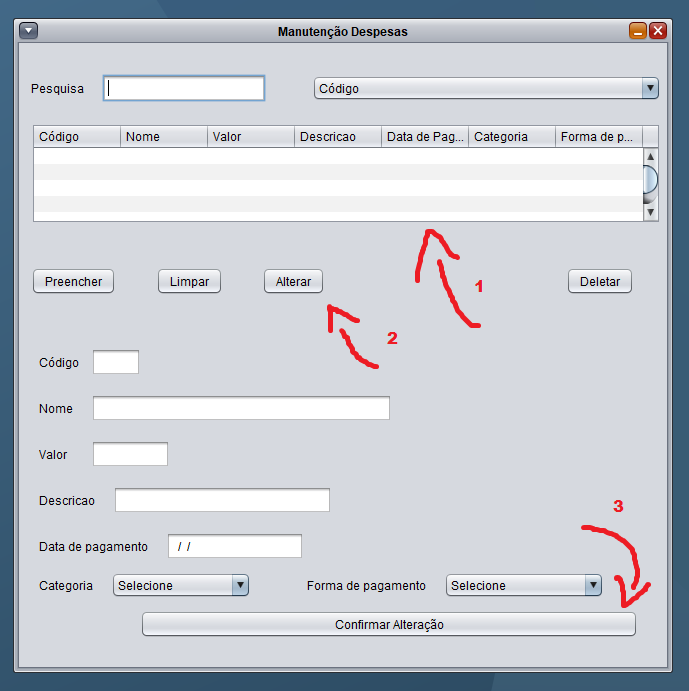 Manutenção Despesas
Pesquisa Código
Código Nome Valor Descricao Data de Pag... Categoria Forma de p...
1
Preencher Limpar Alterar Deletar
2
Código
Nome
Valor
Descricao
3
Data de pagamento / /
Categoria Selecione Forma de pagamento Selecione
Confirmar Alteração